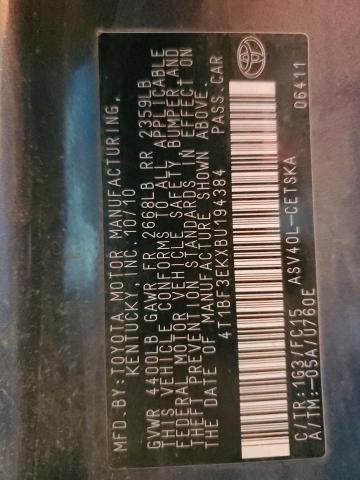 MFD.BY:TOYOTA MOTOR MANUFACTURING,
KENTUCKY, INC. 10/10
GVWR 4400LB GAWR FR 2668LB RR 2359LB
THIS VEHICLE CONFORMS TO ALL APPLICABLE
FEDERAL MOTOR VEHICLE SAFETY, BUMPER,AND
THEFT PREVENTION STANDARDS IN EFFECT ON
THE DATE OF MANUFACTURE SHOWN ABOVE.
4T1BF3EKXBU194384 PASS.CAR
C/TR:1G3/FC15 ASV40L-CETSKA
A/TM:-05A/U760E 06411